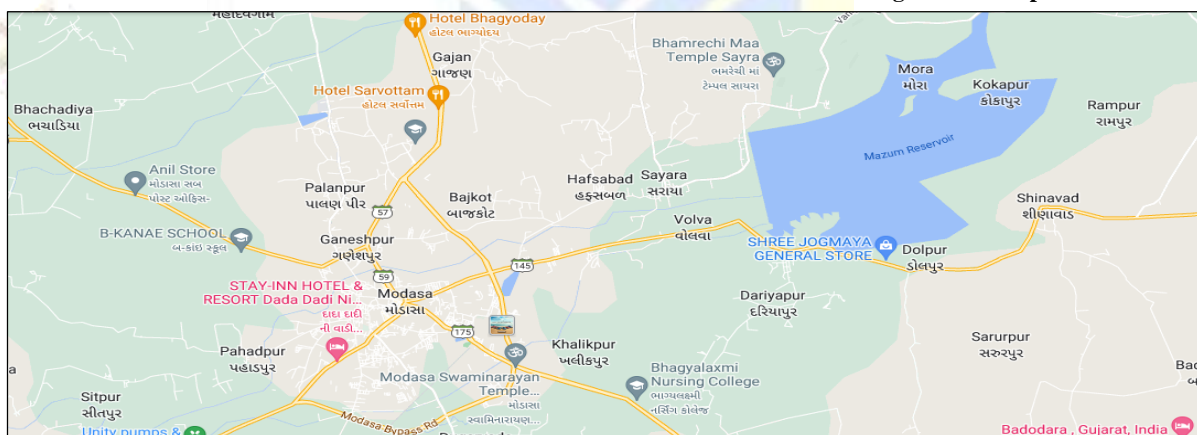 Hotel Bhagyoday
હોટલ ભાગ્યોદય
Gajan
ગાજણ
Bhamrechi Maa
Temple Sayra
ભમરેચી માં
ટેમ્પલ સાયરા
Mora
મોરા
Kokapur
કોકાપુર
Hotel Sarvottam
હોટલ સર્વોત્તમ
Bhachadiya
ભચાડિયા
Rampur
રામપુર
Mazum Reservoir
Anil Store
મોડાસા સબ
પોસ્ટ ઓફિસ-
Palanpur
પાલણ પીર
Bajkot
બાજકોટ
Hafsabad
હફસબળ
Sayara
સરાયા
Shinavad
શીણાવાડ
57
Volva
વોલવા
B-KANAE SCHOOL
બ-કાંઇ સ્કૂલ
Ganeshpur
ગણેશપુર
SHREE JOGMAYA
GENERAL STORE
Dolpur
ડોલપુર
145
59
STAY-INN HOTEL &
RESORT Dada Dadi Ni...
દાદા દાદી
ની વાડી...
Modasa
મોડાસા
Dariyapur
દરિયાપુર
175
Sarurpur
સરુરપુર
Pahadpur
પહાડપુર
Khalikpur
ખલીકપુર
Modasa Swaminarayan
Temple...
મોડાસા
સ્વામિનારાયણ...
Bhagyalaxmi
Nursing College
ભાગ્યલક્ષ્મી
નર્સિંગ કોલેજ
Sitpur
સીતપુર
Modasa Bypass Rd
Unity pumps &
Badodara , Gujarat, India